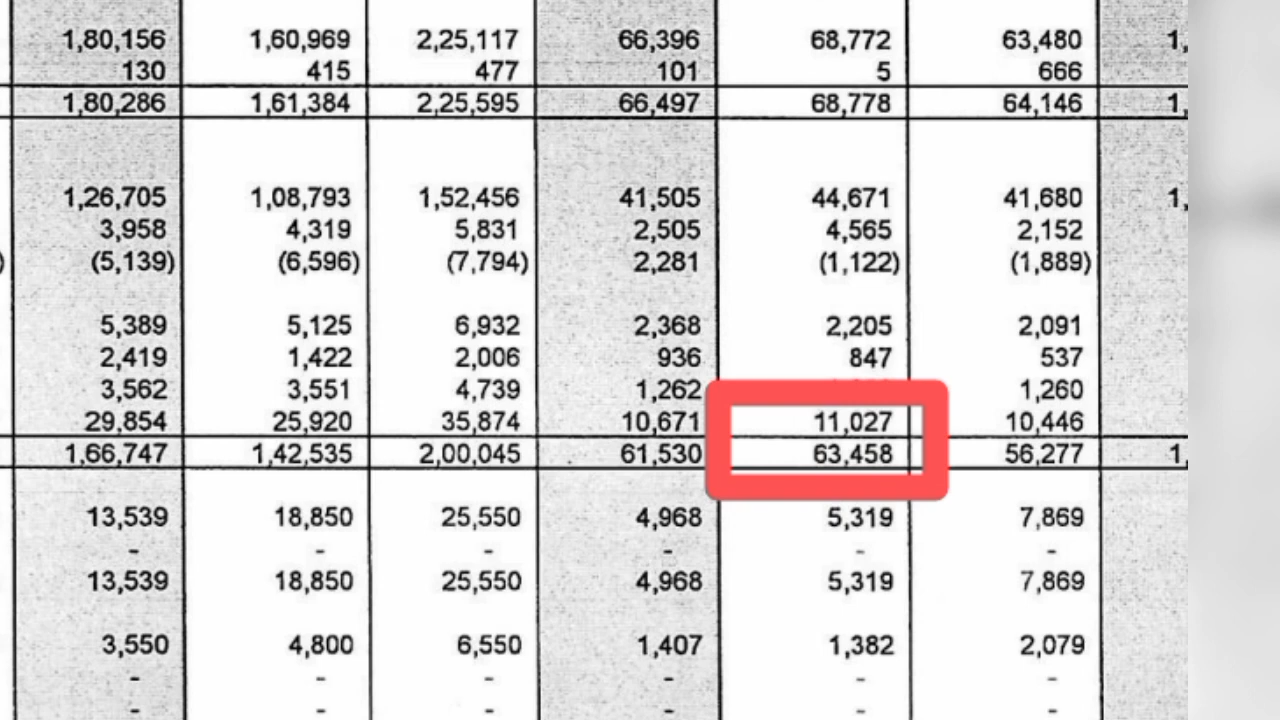 1,80,156 1,60,969 2,25,117 66,396 68,772 63,480 1,
130 415 477 101 5 666
1,80,286 1,61,384 2,25,595 66,497 68,778 64,146 1,
1,26,705 1,08,793 1,52,456 41,505 44,671 41,680 1,
3,958 4,319 5,831 2,505 4,565 2,152
) (5,139) (6,596) (7,794) 2,281 (1,122) (1,889)
5,389 5,125 6,932 2,368 2,205 2,091
2,419 1,422 2,006 936 847 537
3,562 3,551 4,739 1,262 1,260
29,854 25,920 35,874 10,671 11,027 10,446
1,66,747 1,42,535 2,00,045 61,530 63,458 56,277 1,
13,539 18,850 25,550 4,968 5,319 7,869
- - - - - -
13,539 18,850 25,550 4,968 5,319 7,869
3,550 4,800 6,550 1,407 1,382 2,079
- - - - - -
- - - - - -